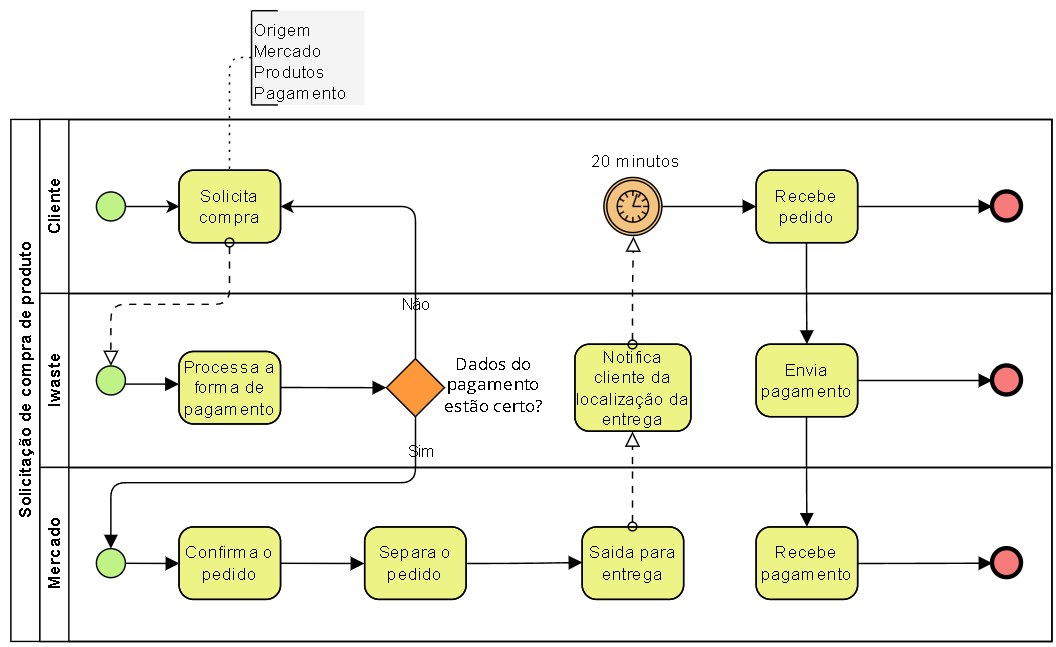 Origem
Mercado
Produtos
Pagamento
Solicitação de compra de produto
Cliente
Solicita
compra
20 minutos
Recebe
pedido
Não
Iwaste
Processa a
forma de
pagamento
Dados do
pagamento
estão certo?
Notifica
cliente da
localização da
entrega
Envia
pagamento
Sim
Mercado
Confirma o
pedido
Separa o
pedido
Saida para
entrega
Recebe
pagamento